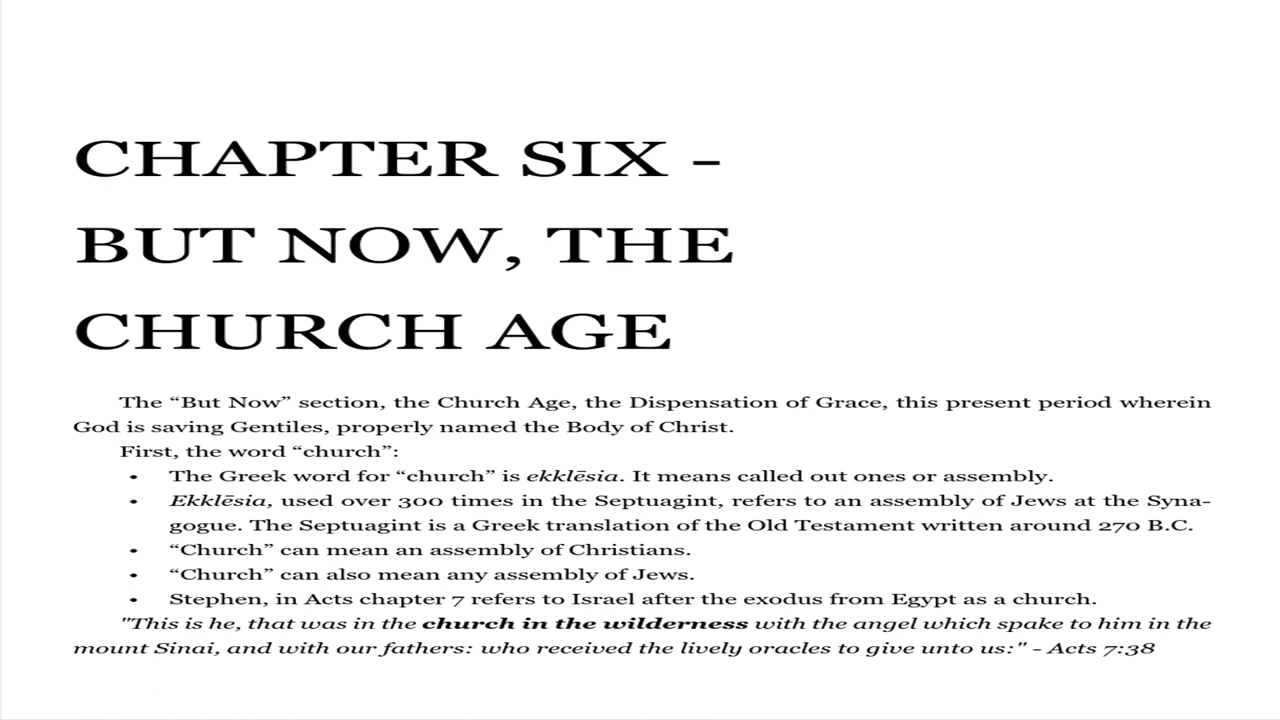 CHAPTER SIX -
BUT NOW, THE
CHURCH AGE
The “But Now” section, the Church Age, the Dispensation of Grace, this present period wherein
God is saving Gentiles, properly named the Body of Christ.
First, the word “church”:
• The Greek word for “church” is ekklēsia. It means called out ones or assembly.
• Ekklēsia, used over 300 times in the Septuagint, refers to an assembly of Jews at the Syna-
gogue. The Septuagint is a Greek translation of the Old Testament written around 270 B.C.
• “Church” can mean an assembly of Christians.
• “Church” can also mean any assembly of Jews.
• Stephen, in Acts chapter 7 refers to Israel after the exodus from Egypt as a church.
"This is he, that was in the church in the wilderness with the angel which spake to him in the
mount Sinai, and with our fathers: who received the lively oracles to give unto us:" - Acts 7:38